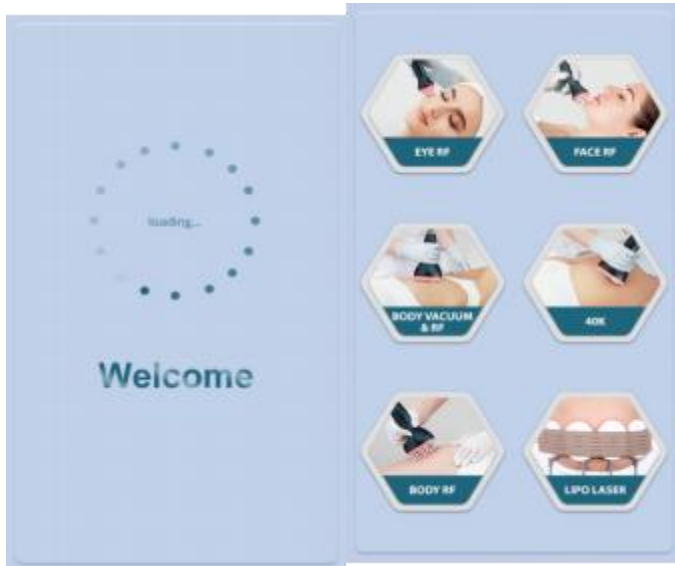 loading...
Welcome
EYE RF
FACE RF
BODY VACUUM
& RF
40K
BODY RF
LIPO LASER